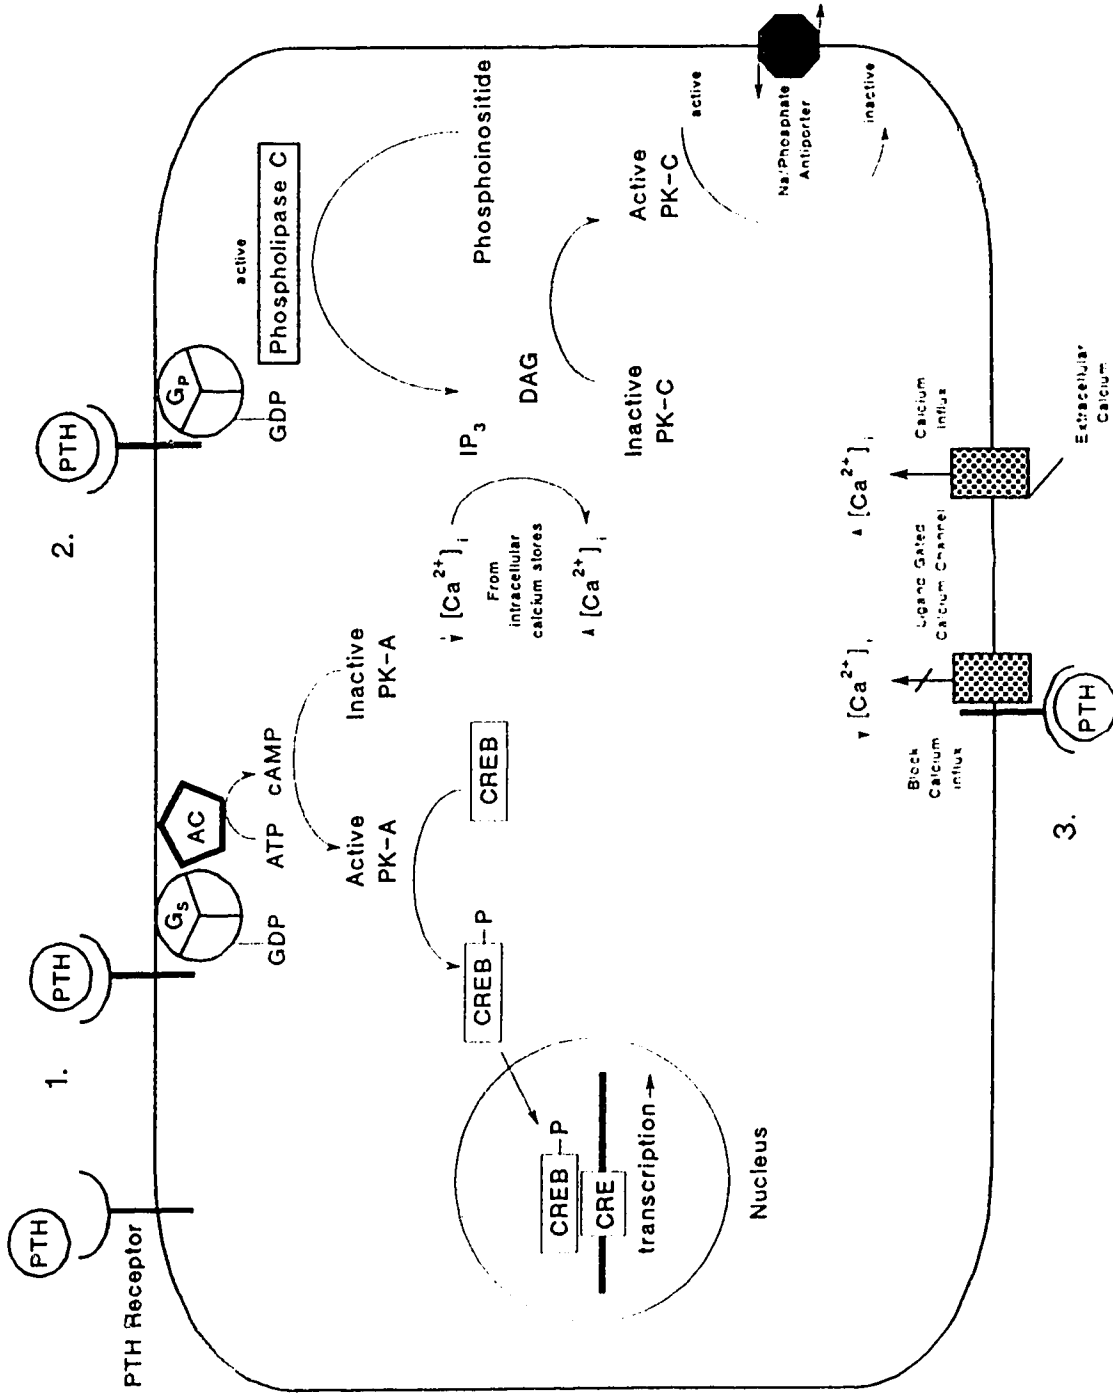 PTH
PTH Receptor
1.
PTH
Gs
GDP
AC
ATP
cAMP
Inactive
PK-A
Active
PK-A
CREB
CREB
P
CREB
P
CRE
transcription
Nucleus
2.
PTH
Gp
GDP
active
Phospholipase C
Phosphoinositide
IP3
DAG
Inactive
PK-C
Active
PK-C
active
Na/Phosphate
Antiporter
inactive
[Ca2+]i
From
intracellular
calcium stores
[Ca2+]i
3.
PTH
Block
Calcium
Influx
[Ca2+]i
Ligand Gated
Calcium Channel
[Ca2+]i
Calcium
Influx
Extracellular
Calcium